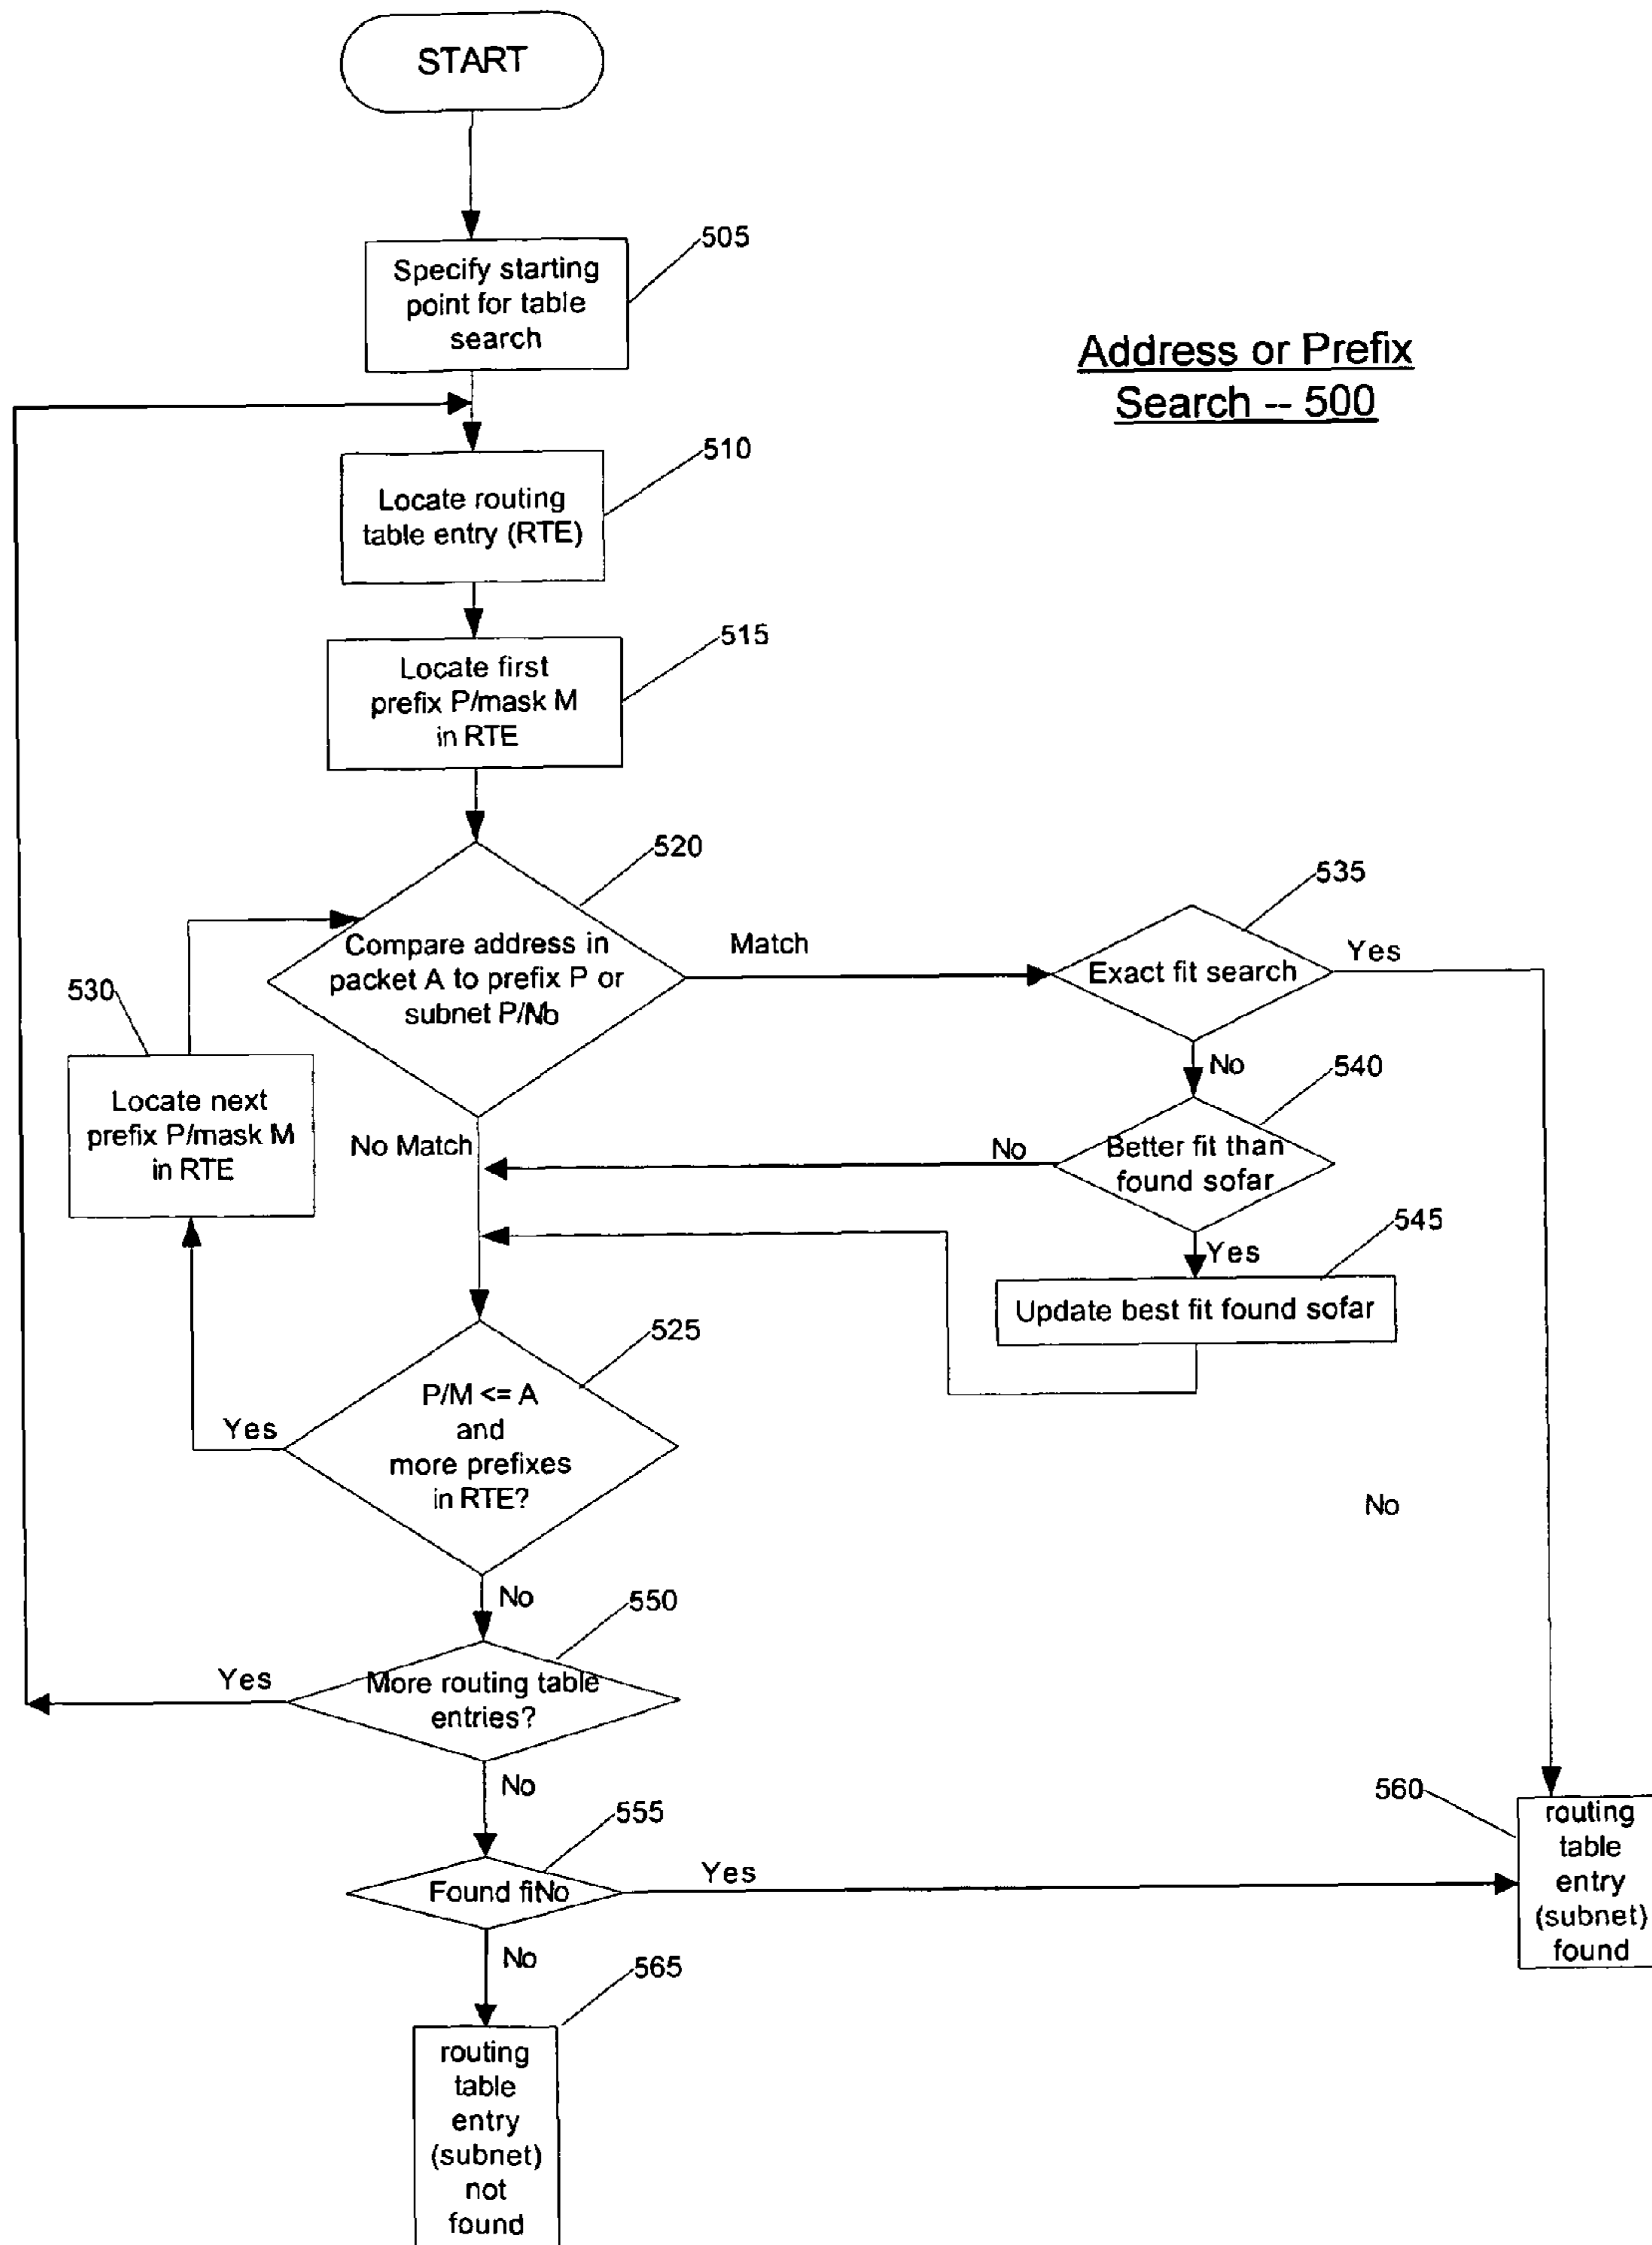 START
505
Specify starting
point for table
search
Address or Prefix
Search -- 500
510
Locate routing
table entry (RTE)
515
Locate first
prefix P/mask M
in RTE
520
Compare address in
packet A to prefix P or
subnet P/No
Match
535
Exact fit search
Yes
530
Locate next
prefix P/mask M
in RTE
No
540
No Match
No
Better fit than
found sofar
Yes
545
Update best fit found sofar
525
P/M <= A
and
more prefixes
in RTE?
Yes
No
No
550
More routing table
entries?
Yes
No
555
Found fiNo
Yes
560
routing
table
entry
(subnet)
found
No
565
routing
table
entry
(subnet)
not
found